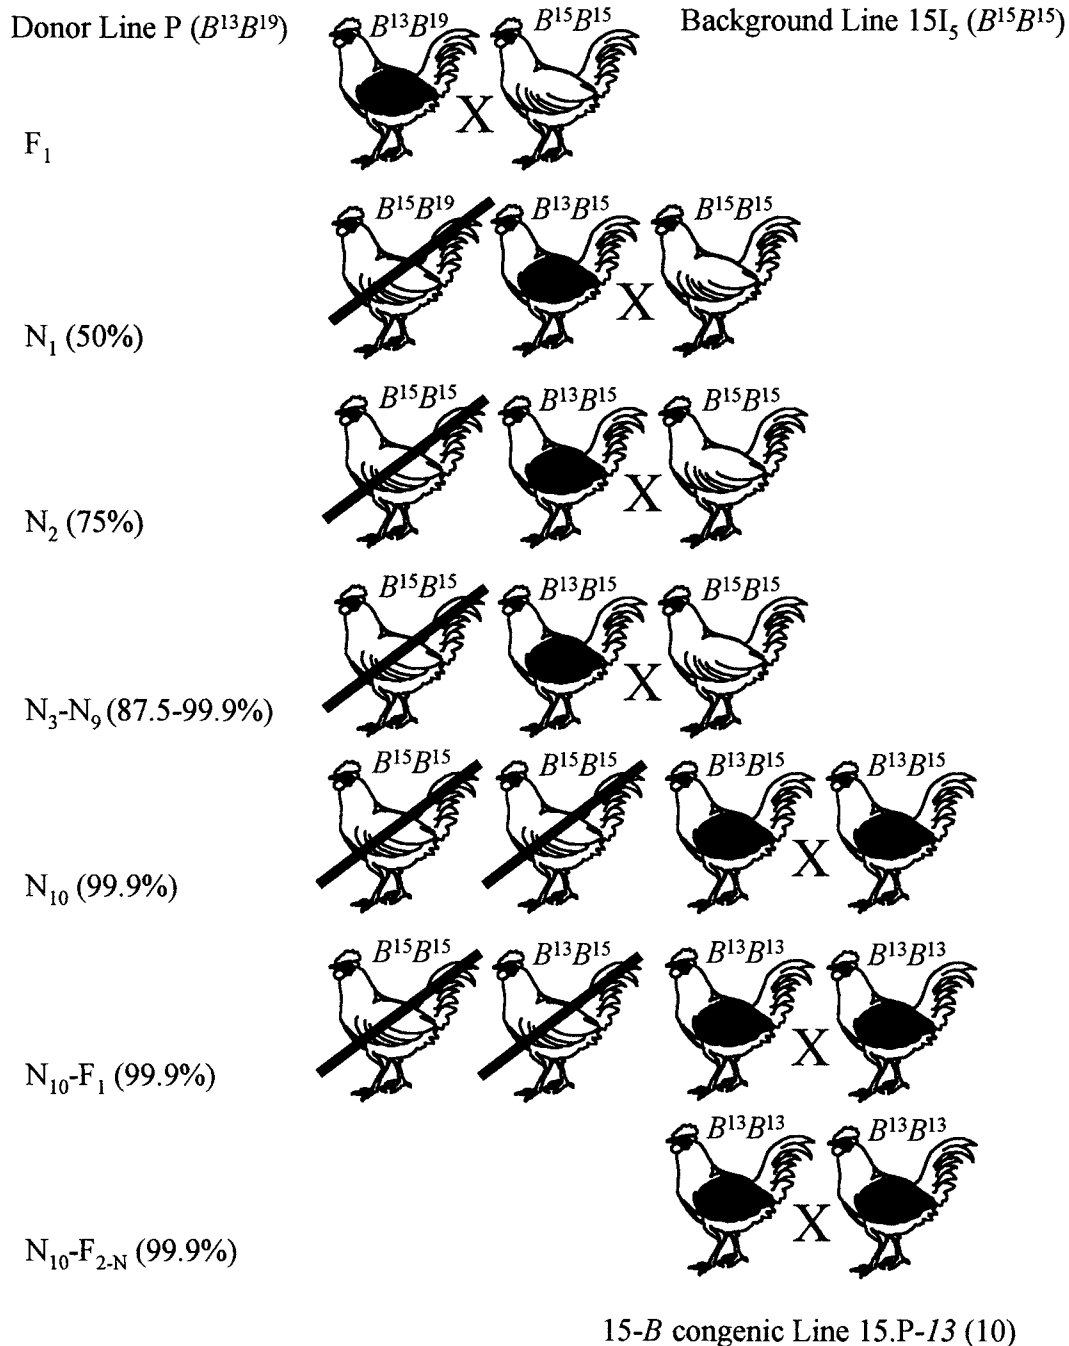 Donor Line P (B¹³B¹⁹) B¹³B¹⁹ B¹⁵B¹⁵ Background Line 15I₅ (B¹⁵B¹⁵)
X
F₁
B¹⁵B¹⁹ B¹³B¹⁵ B¹⁵B¹⁵
X
N₁ (50%)
B¹⁵B¹⁵ B¹³B¹⁵ B¹⁵B¹⁵
X
N₂ (75%)
B¹⁵B¹⁵ B¹³B¹⁵ B¹⁵B¹⁵
X
N₃-N₉ (87.5-99.9%)
B¹⁵B¹⁵ B¹⁵B¹⁵ B¹³B¹⁵ B¹³B¹⁵
X
N₁₀ (99.9%)
B¹⁵B¹⁵ B¹³B¹⁵ B¹³B¹³ B¹³B¹³
X
N₁₀-F₁ (99.9%)
B¹³B¹³ B¹³B¹³
X
N₁₀-F₂₋N (99.9%)
15-B congenic Line 15.P-13 (10)